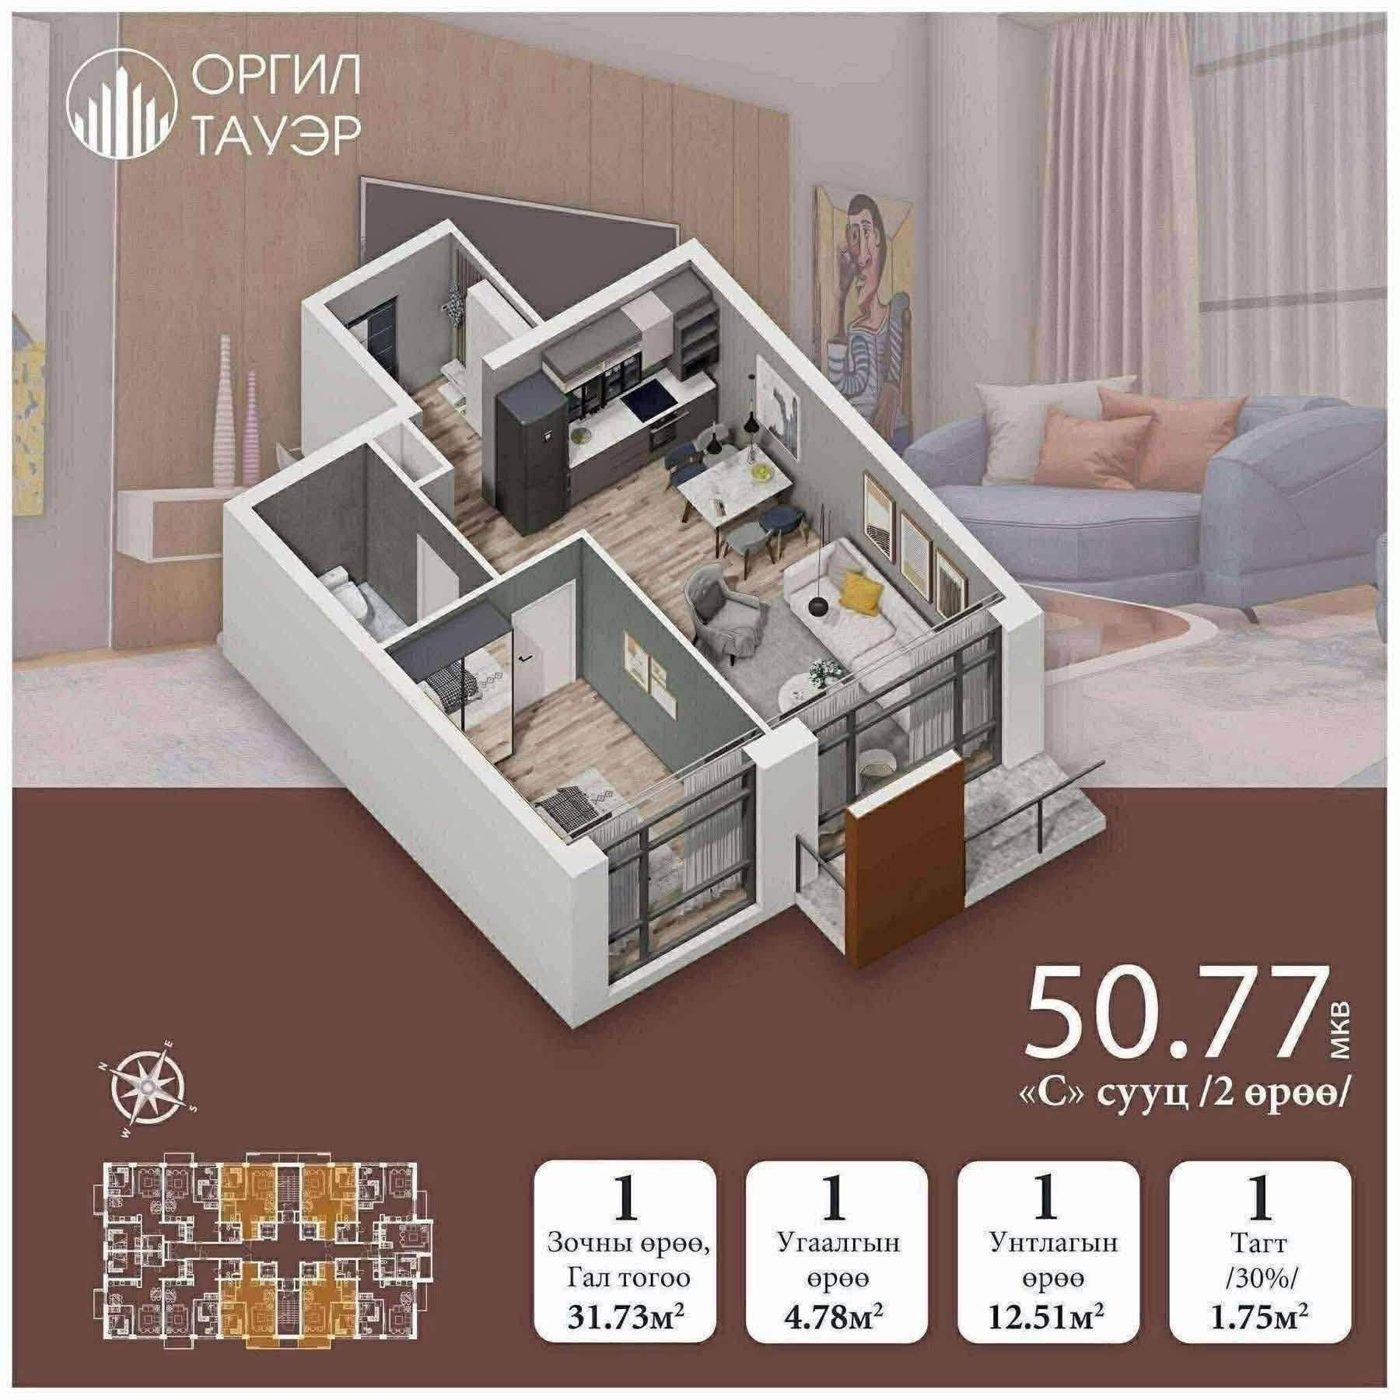 ОРГИЛ
ТАУЭР
50.77
МКВ
«С» сууц /2 өрөө/
N
E
S
W
1
Зочны өрөө,
Гал тогоо
31.73м²
1
Угаалгын
өрөө
4.78м²
1
Унтлагын
өрөө
12.51м²
1
Тагт
/30%/
1.75м²